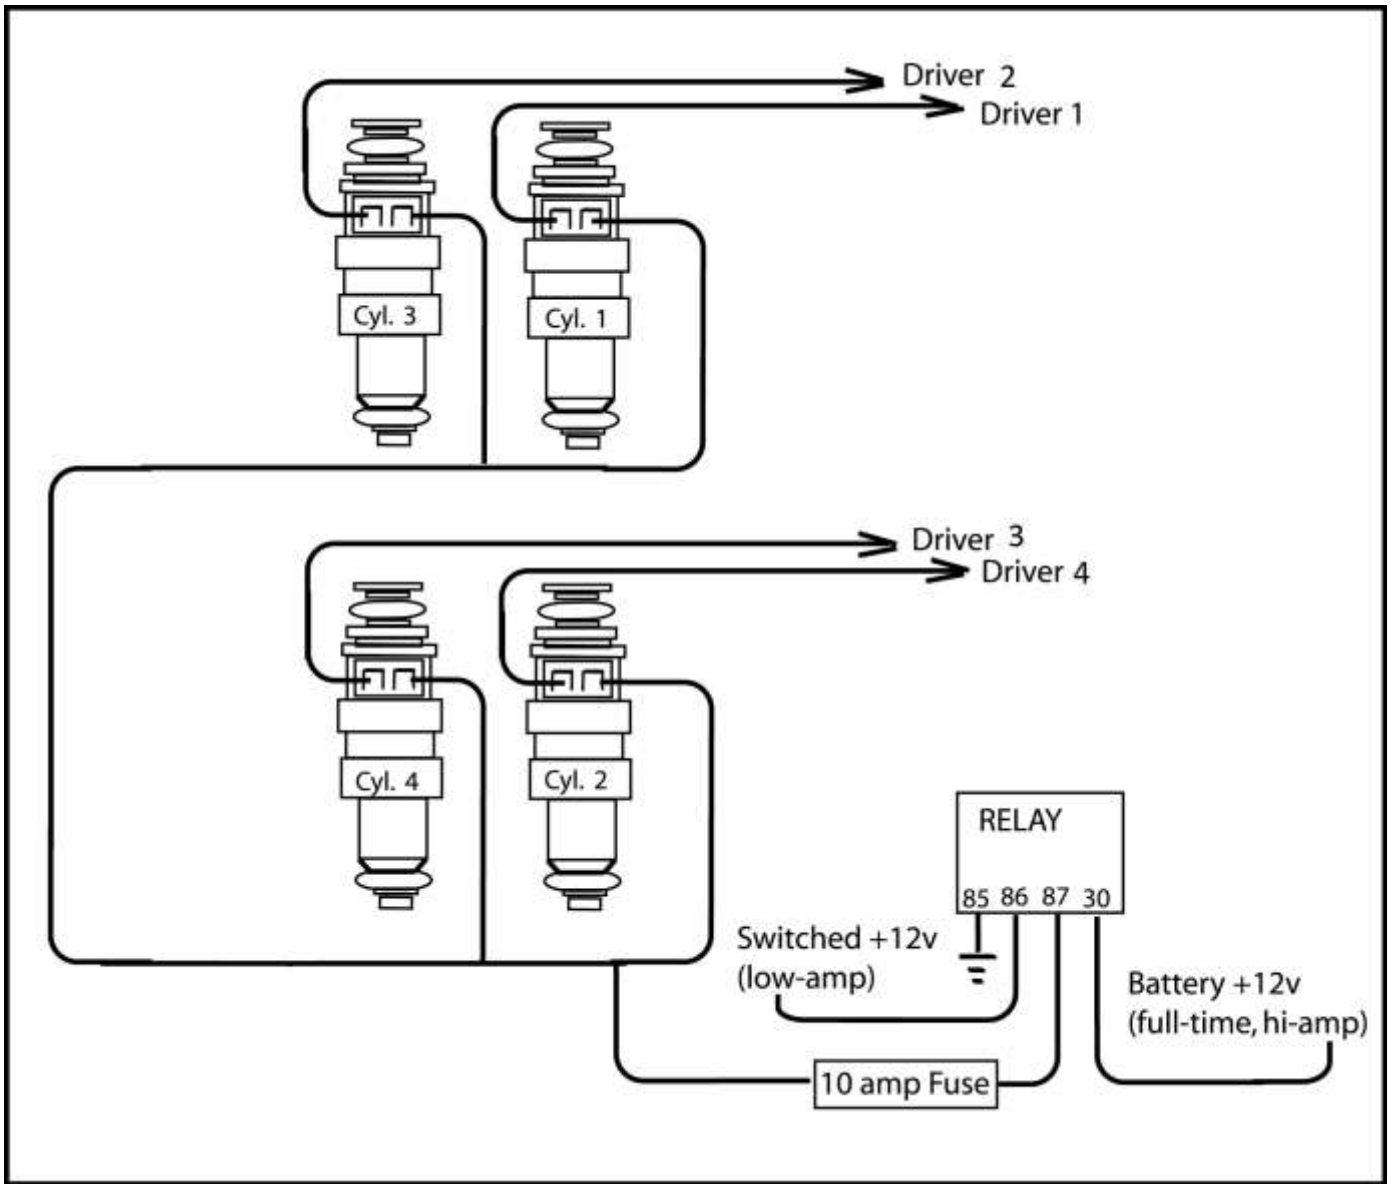 Driver 2
Driver 1
Cyl. 3
Cyl. 1
Driver 3
Driver 4
Cyl. 4
Cyl. 2
RELAY
85 86 87 30
Switched +12v
(low-amp)
Battery +12v
(full-time, hi-amp)
10 amp Fuse